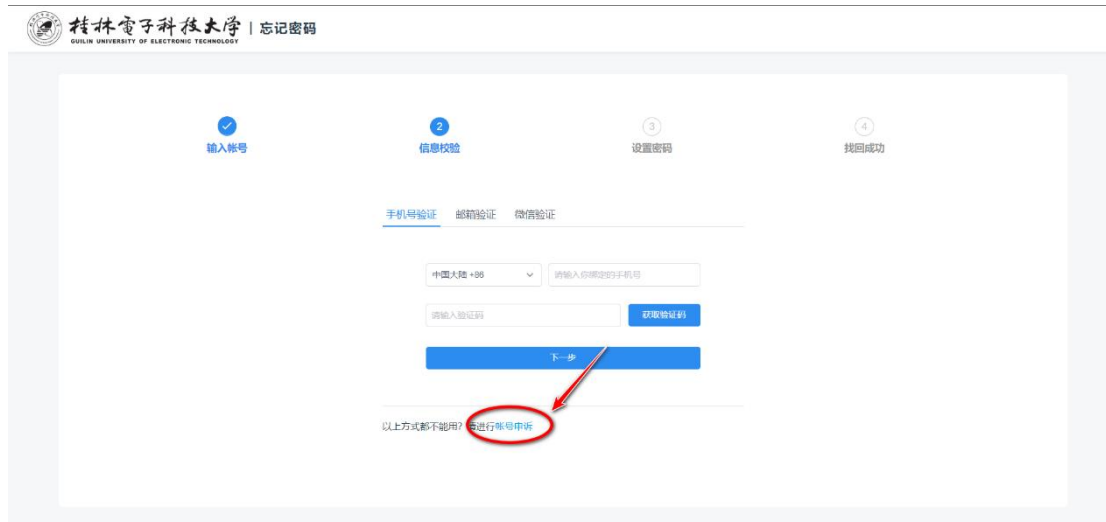 桂林電子科技大学 | 忘记密码
GUILIN UNIVERSITY OF ELECTRONIC TECHNOLOGY
2 3 4
输入帐号 信息校验 设置密码 找回成功
手机号验证 邮箱验证 微信验证
中国大陆 +86 请输入你绑定的手机号
请输入验证码 获取验证码
下一步
以上方式都不能用？请进行帐号申诉